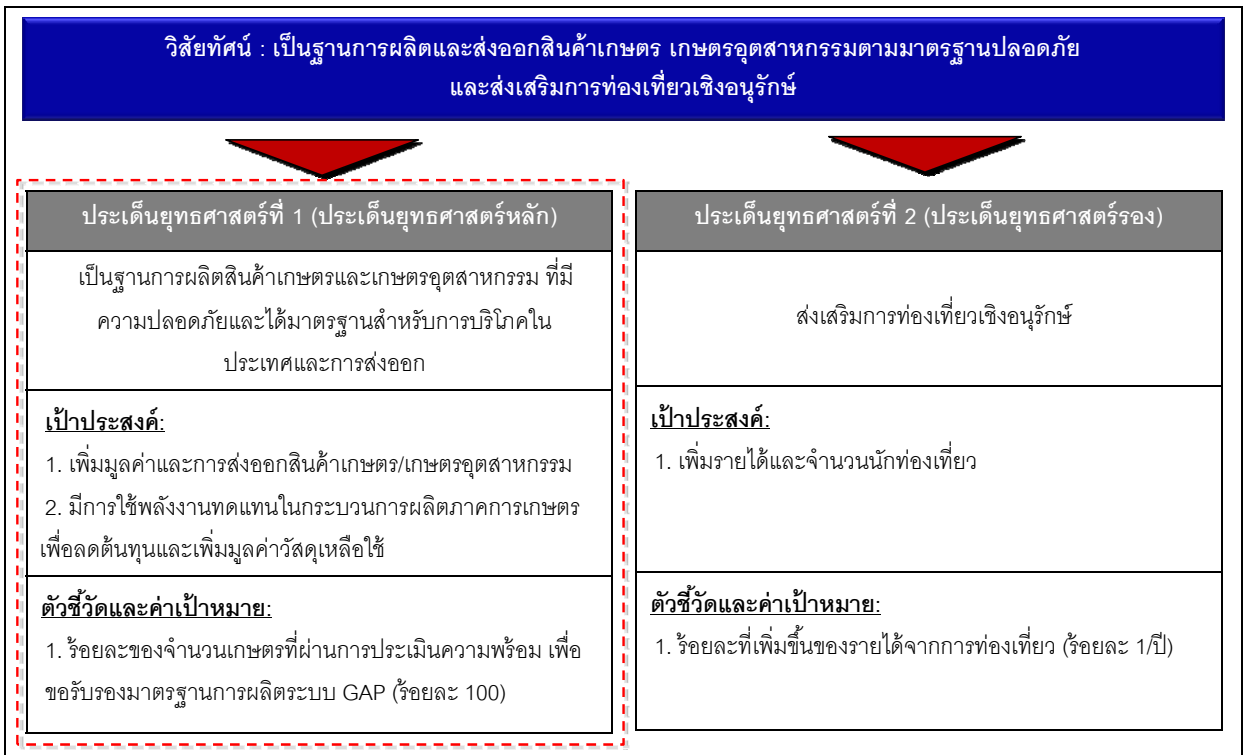 วิสัยทัศน์ : เป็นฐานการผลิตและส่งออกสินค้าเกษตร เกษตรอุตสาหกรรมตามมาตรฐานปลอดภัย
และส่งเสริมการท่องเที่ยวเชิงอนุรักษ์
ประเด็นยุทธศาสตร์ที่ 1 (ประเด็นยุทธศาสตร์หลัก)
เป็นฐานการผลิตสินค้าเกษตรและเกษตรอุตสาหกรรม ที่มี
ความปลอดภัยและได้มาตรฐานสำหรับการบริโภคใน
ประเทศและการส่งออก
เป้าประสงค์:
1. เพิ่มมูลค่าและการส่งออกสินค้าเกษตร/เกษตรอุตสาหกรรม
2. มีการใช้พลังงานทดแทนในกระบวนการผลิตภาคการเกษตร
เพื่อลดต้นทุนและเพิ่มมูลค่าวัสดุเหลือใช้
ตัวชี้วัดและค่าเป้าหมาย:
1. ร้อยละของจำนวนเกษตรที่ผ่านการประเมินความพร้อม เพื่อ
ขอรับรองมาตรฐานการผลิตระบบ GAP (ร้อยละ 100)
ประเด็นยุทธศาสตร์ที่ 2 (ประเด็นยุทธศาสตร์รอง)
ส่งเสริมการท่องเที่ยวเชิงอนุรักษ์
เป้าประสงค์:
1. เพิ่มรายได้และจำนวนนักท่องเที่ยว
ตัวชี้วัดและค่าเป้าหมาย:
1. ร้อยละที่เพิ่มขึ้นของรายได้จากการท่องเที่ยว (ร้อยละ 1/ปี)